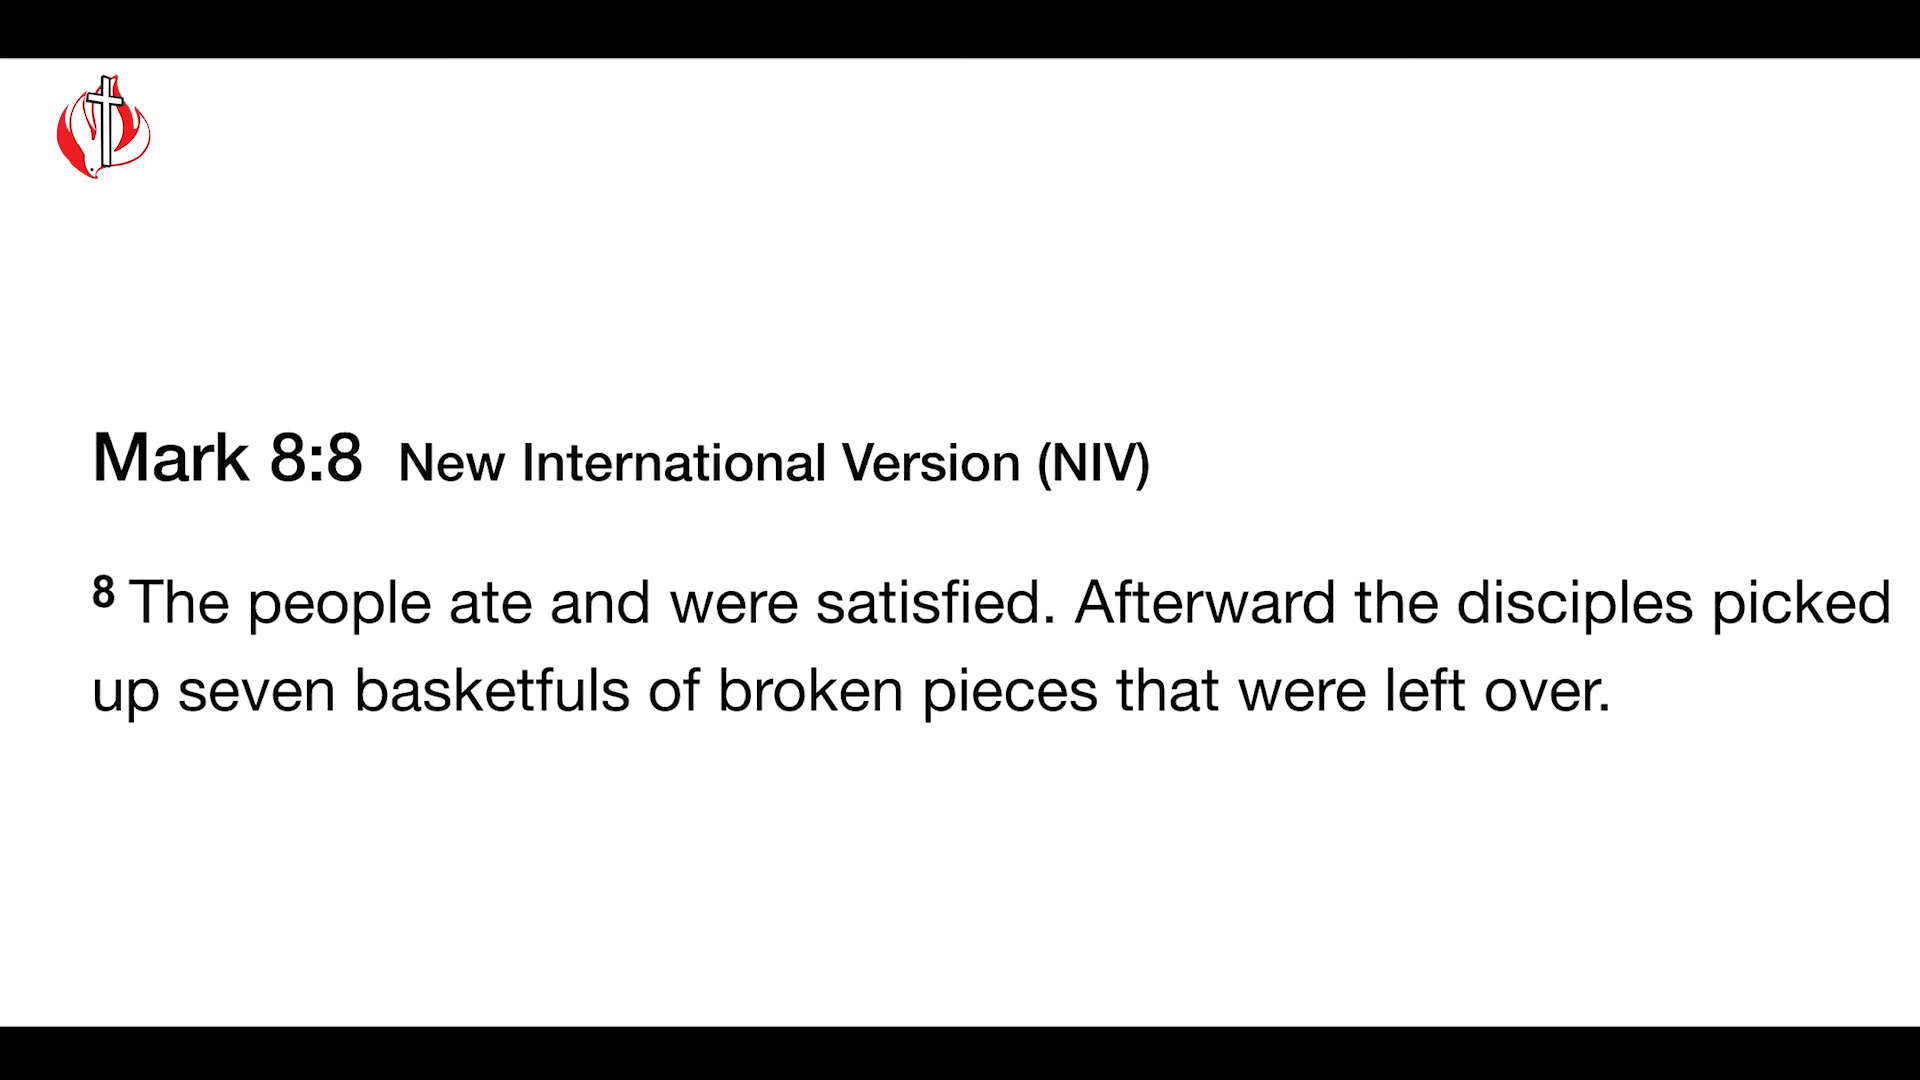 Mark 8:8 New International Version (NIV)
8 The people ate and were satisfied. Afterward the disciples picked
up seven basketfuls of broken pieces that were left over.